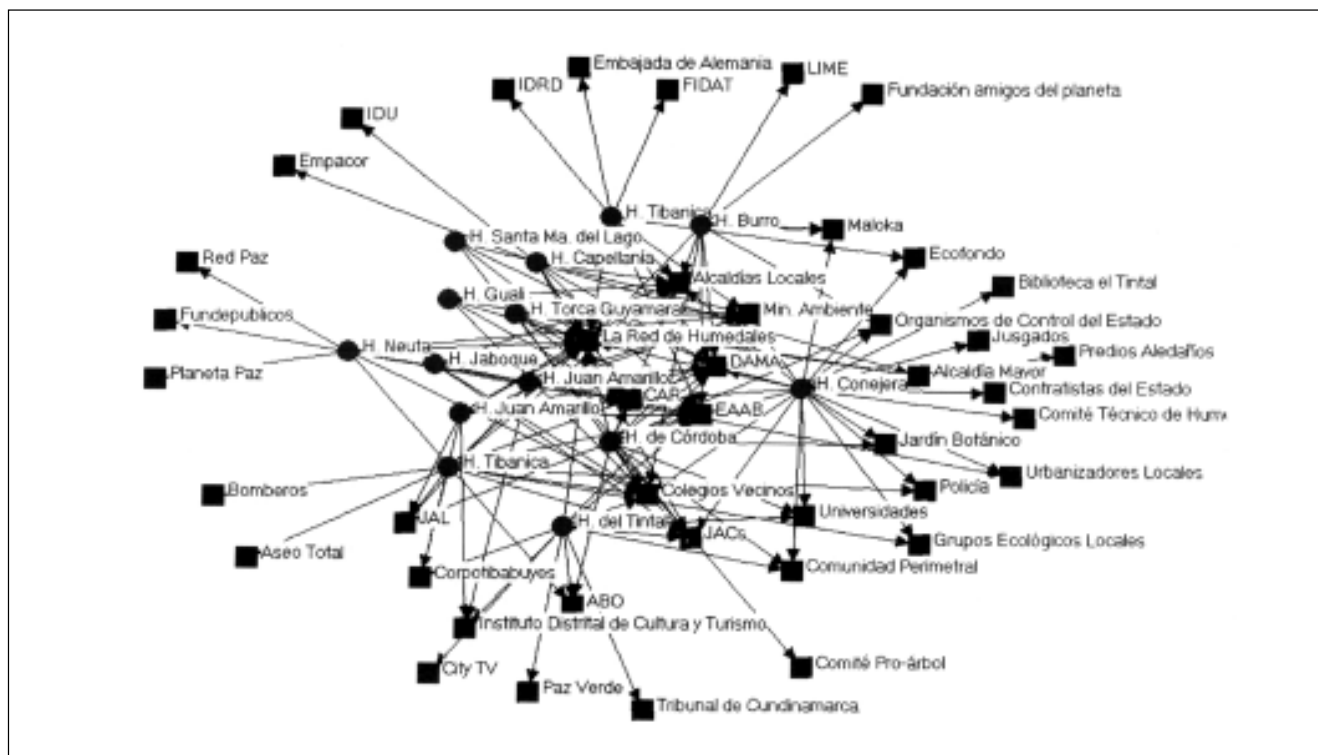 Embajada de Alemania
LIME
IDRD
FIDAT
Fundación amigos del planeta
IDU
Empacor
H. Tibanica
H. Burro
Maloka
H. Santa Ma. del Lago
Ecofondo
Red Paz
H. Capellanía
Alcaldías Locales
Biblioteca el Tintal
H. Guali
H. Torca Guyamaral
Min. Ambiente
Fundepublicos
Organismos de Control del Estado
La Red de Humedales
Jusgados
H. Neuta
Predios Aledaños
H. Jaboque
DAMA
Planeta Paz
H. Juan Amarillo
H. Conejera
Alcaldía Mayor
Contratistas del Estado
CAR
H. Juan Amarillo
EAAB
Comité Técnico de Hume
H. de Córdoba
Jardín Botánico
H. Tibanica
Urbanizadores Locales
Bomberos
Colegios Vecinos
Policía
JAL
H. del Tintal
Universidades
JACs
Grupos Ecológicos Locales
Aseo Total
Corpotibabuyes
Comunidad Perimetral
ABO
Instituto Distrital de Cultura y Turismo
City TV
Comité Pro-árbol
Paz Verde
Tribunal de Cundinamarca